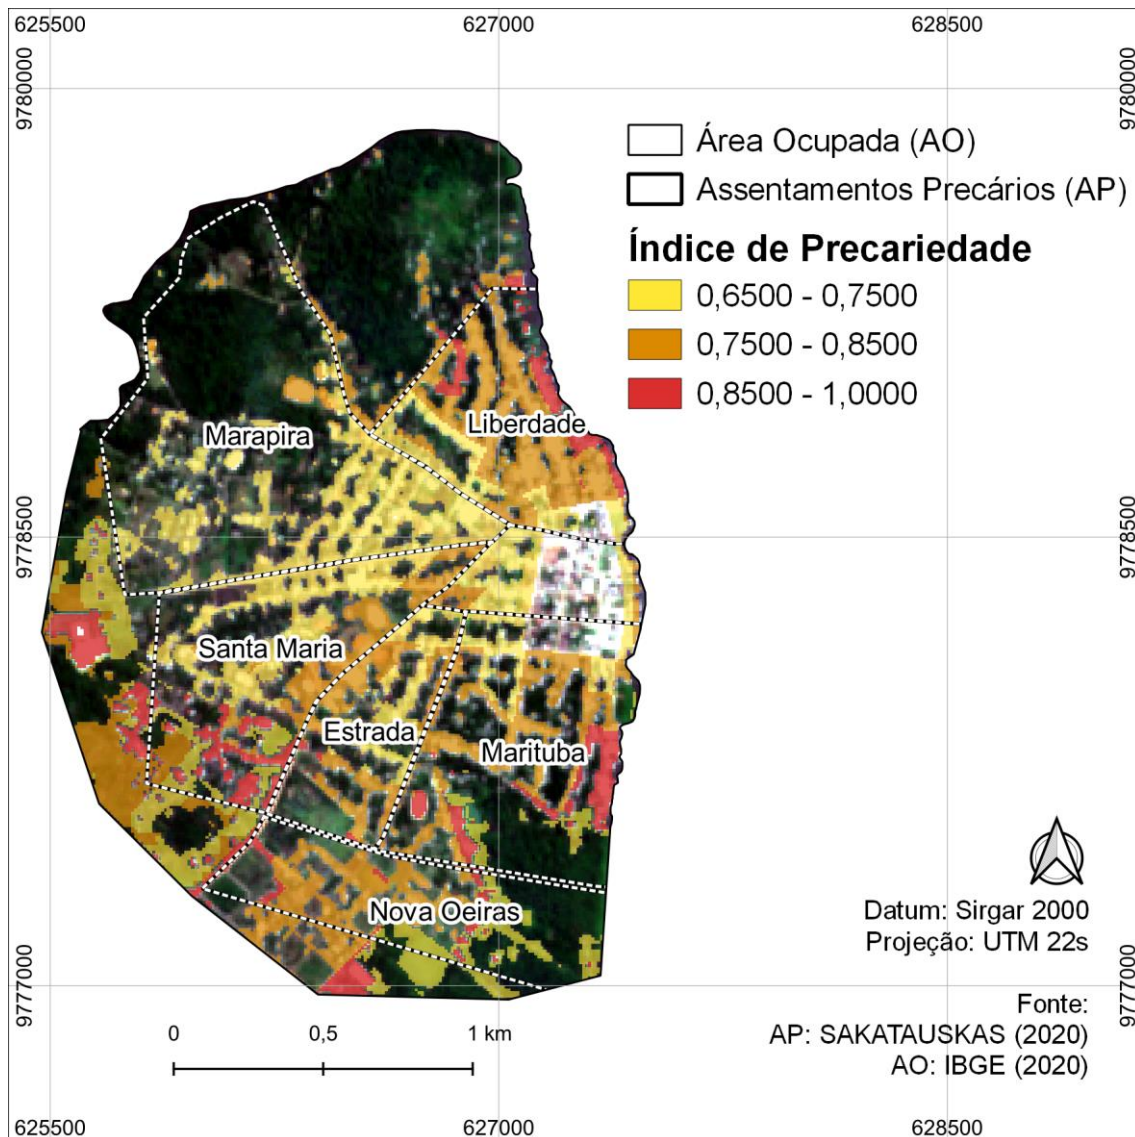 625500 627000 628500
9780000 9780000
Área Ocupada (AO)
Assentamentos Precários (AP)
Índice de Precariedade
0,6500 - 0,7500
0,7500 - 0,8500
0,8500 - 1,0000
Liberdade
Marapira
9778500 9778500
Santa Maria
Estrada
Marituba
Nova Oeiras
Datum: Sirgar 2000
Projeção: UTM 22s
9777000 9777000
Fonte:
AP: SAKATAUSKAS (2020)
AO: IBGE (2020)
0 0,5 1 km
625500 627000 628500